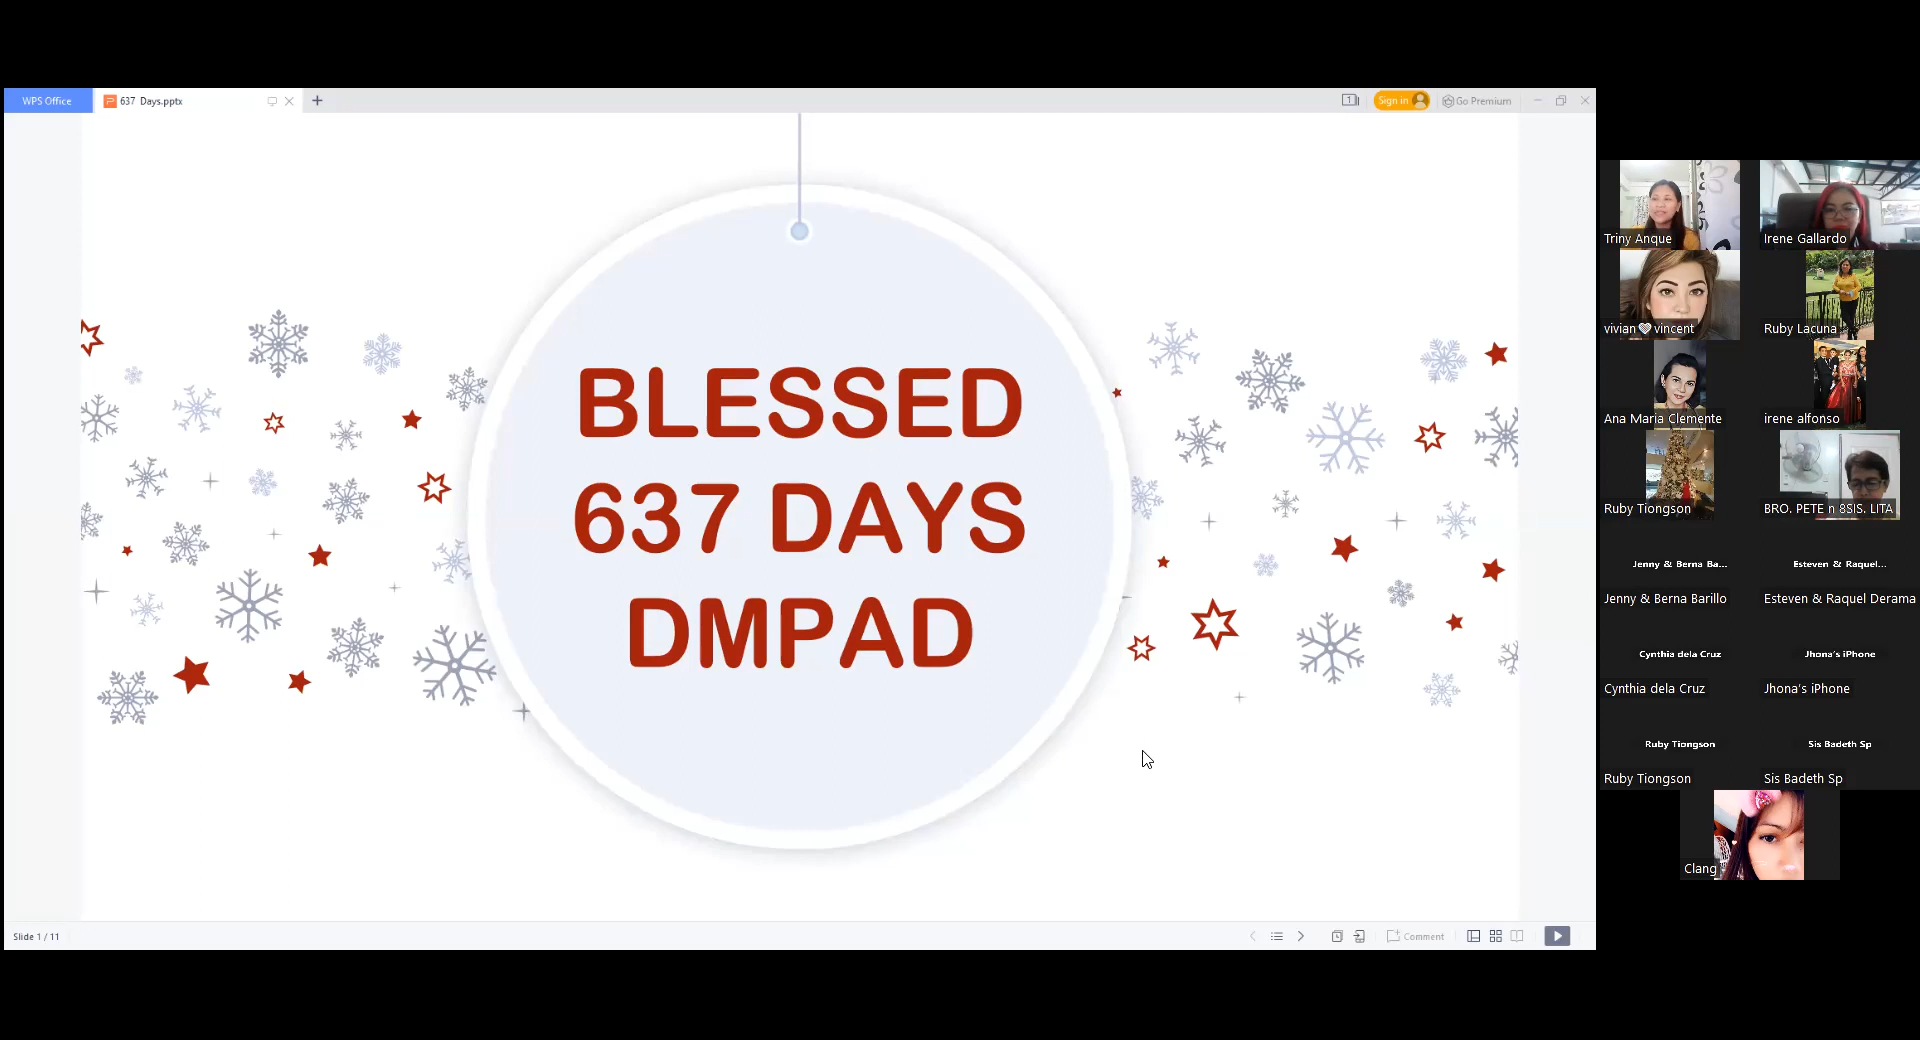 WPS Office
637 Days.pptx
1
Sign in
Go Premium
BLESSED
637 DAYS
DMPAD
Slide 1 / 11
Comment
Triny Anque
Irene Gallardo
vivian🤍vincent
Ruby Lacuna
Ana Maria Clemente
irene alfonso
Ruby Tiongson
BRO. PETE n 8SIS. LITA
Jenny & Berna Ba...
Esteven & Raquel...
Jenny & Berna Barillo
Esteven & Raquel Derama
Cynthia dela Cruz
Jhona's iPhone
Cynthia dela Cruz
Jhona's iPhone
Ruby Tiongson
Sis Badeth Sp
Ruby Tiongson
Sis Badeth Sp
Clang